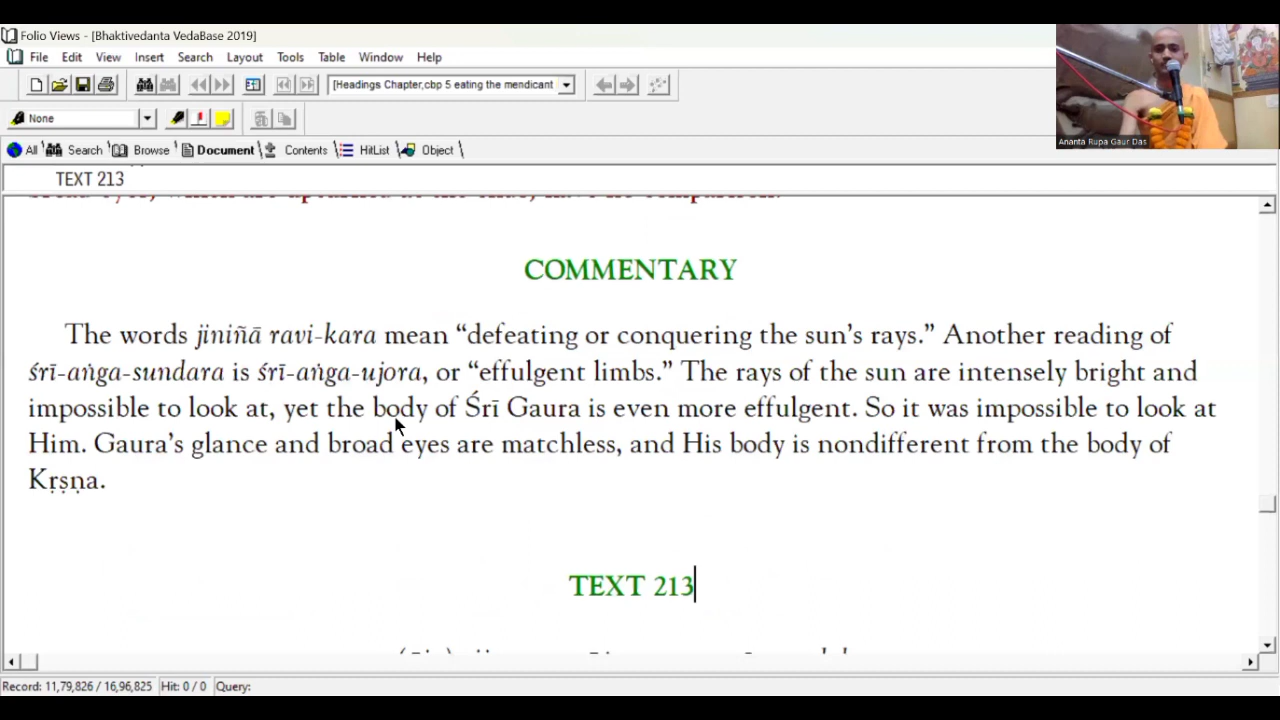 Folio Views - [Bhaktivedanta VedaBase 2019]
File Edit View Insert Search Layout Tools Table Window Help
[Headings Chapter,cbp 5 eating the mendicant
None
All Search Browse Document Contents HitList Object
Ananta Rupa Gaur Das
TEXT 213
COMMENTARY
The words jiniñā ravi-kara mean “defeating or conquering the sun’s rays.” Another reading of
śrī-aṅga-sundara is śrī-aṅga-ujora, or “effulgent limbs.” The rays of the sun are intensely bright and
impossible to look at, yet the body of Śrī Gaura is even more effulgent. So it was impossible to look at
Him. Gaura’s glance and broad eyes are matchless, and His body is nondifferent from the body of
Kṛṣṇa.
TEXT 213
Record: 11,79,826 / 16,96,825 Hit: 0 / 0 Query: